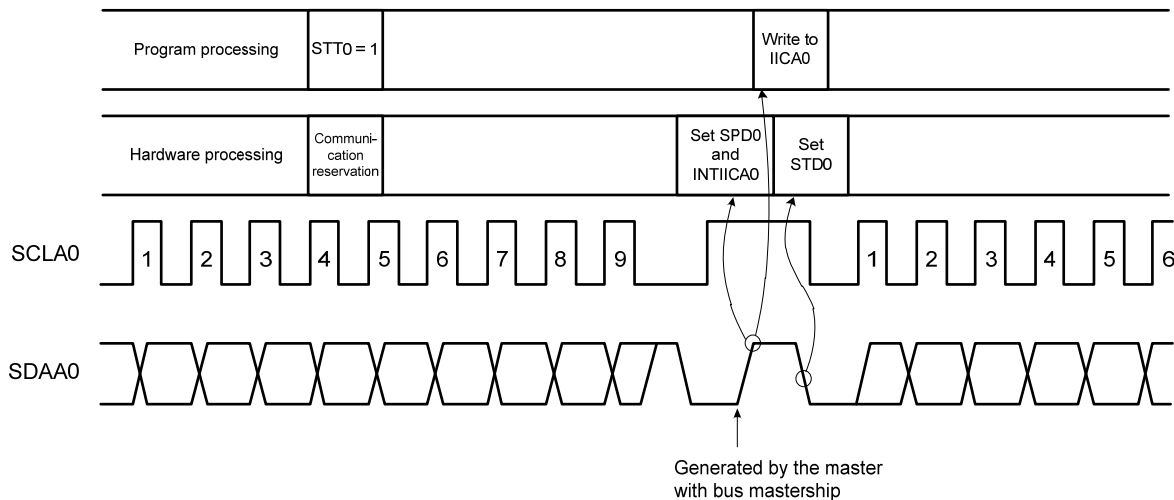 Program processing
STT0 = 1
Write to
IICA0
Hardware processing
Communi-
cation
reservation
Set SPD0
and
INTIICA0
Set
STD0
SCLA0
1 2 3 4 5 6 7 8 9 1 2 3 4 5 6
SDAA0
Generated by the master
with bus mastership